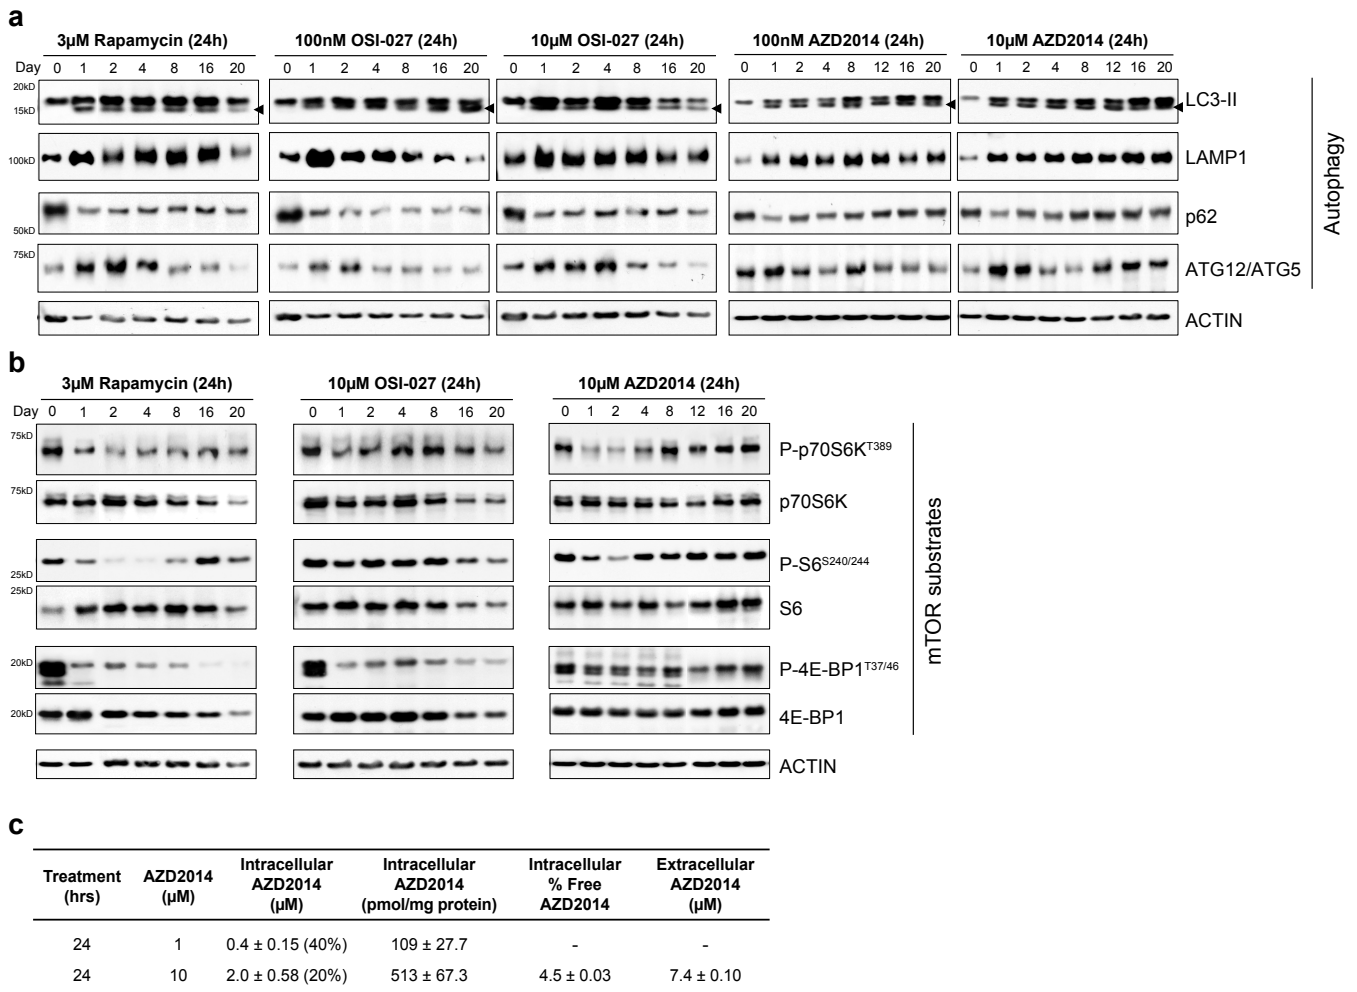 a
3µM Rapamycin (24h) 100nM OSI-027 (24h) 10µM OSI-027 (24h) 100nM AZD2014 (24h) 10µM AZD2014 (24h)
Day 0 1 2 4 8 16 20 0 1 2 4 8 16 20 0 1 2 4 8 16 20 0 1 2 4 8 12 16 20 0 1 2 4 8 12 16 20
20kD
15kD
LC3-II
100kD
LAMP1
50kD
p62
75kD
ATG12/ATG5
ACTIN
Autophagy
b
3µM Rapamycin (24h) 10µM OSI-027 (24h) 10µM AZD2014 (24h)
Day 0 1 2 4 8 16 20 0 1 2 4 8 16 20 0 1 2 4 8 12 16 20
75kD
P-p70S6K^T389
75kD
p70S6K
25kD
P-S6^S240/244
25kD
S6
20kD
P-4E-BP1^T37/46
20kD
4E-BP1
ACTIN
mTOR substrates
c
Treatment (hrs) AZD2014 (µM) Intracellular AZD2014 (µM) Intracellular AZD2014 (pmol/mg protein) Intracellular % Free AZD2014 Extracellular AZD2014 (µM)
24 1 0.4 ± 0.15 (40%) 109 ± 27.7 - -
24 10 2.0 ± 0.58 (20%) 513 ± 67.3 4.5 ± 0.03 7.4 ± 0.10